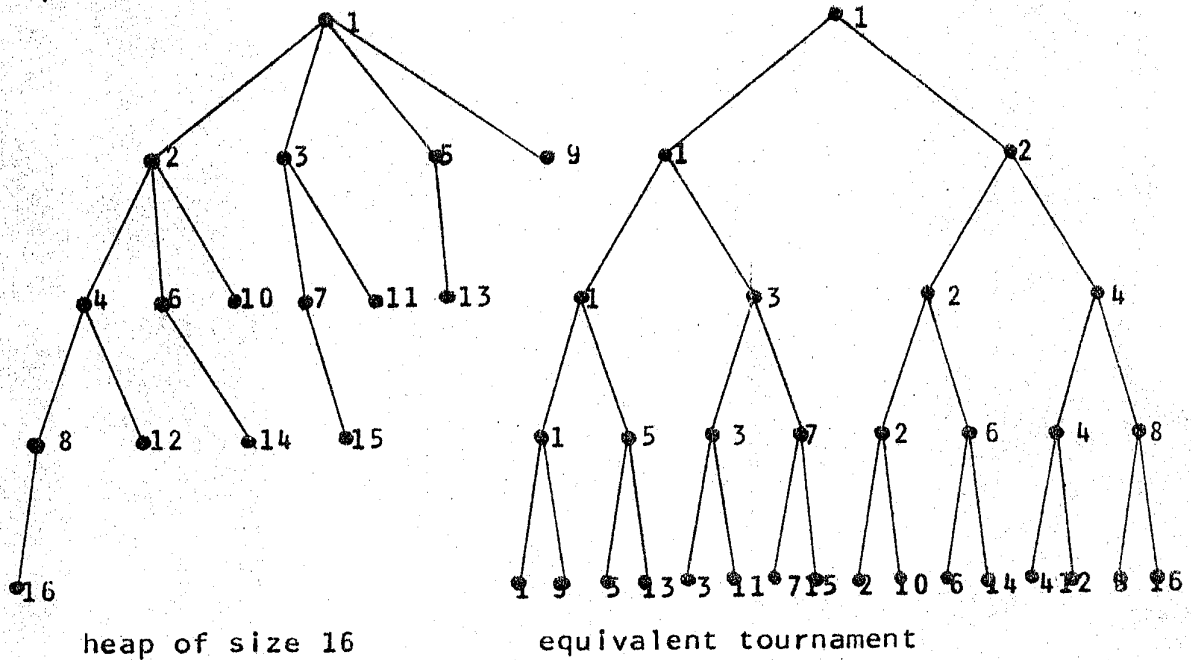 1 1
2 3 5 9 1 2
4 6 10 7 11 13 1 3 2 4
8 12 14 15 1 5 3 7 2 6 4 8
16 1 9 5 13 3 11 7 15 2 10 6 14 4 12 8 16
heap of size 16 equivalent tournament